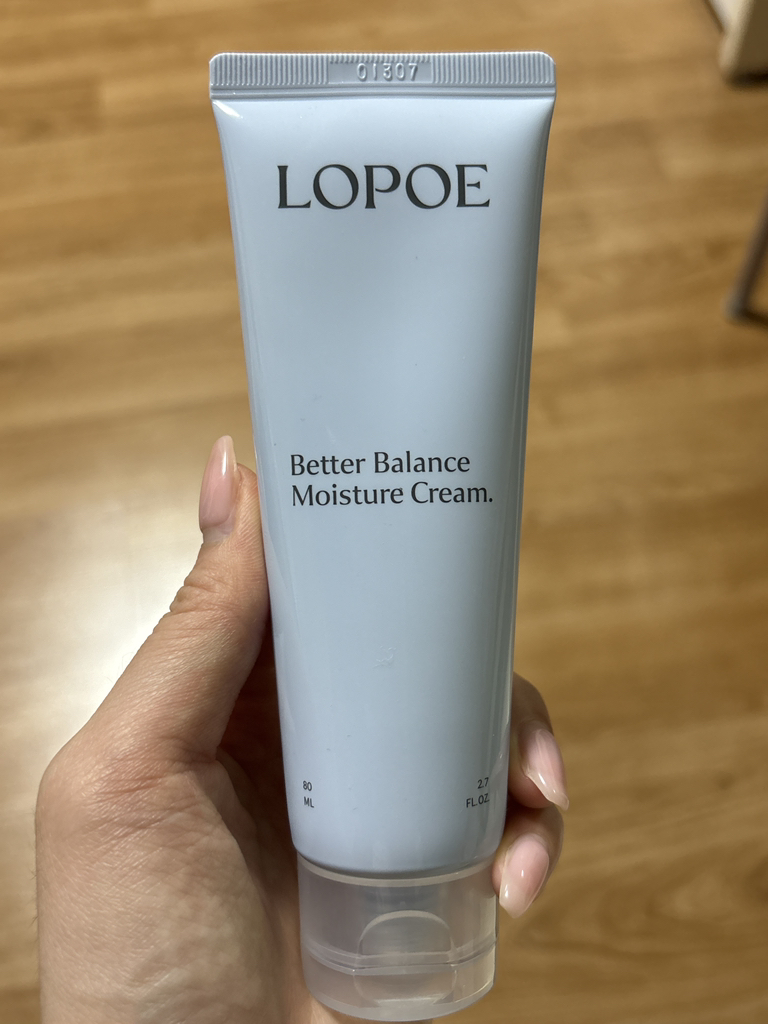 01307
LOPOE
Better Balance
Moisture Cream.
80
ML
2.7
FL.OZ.